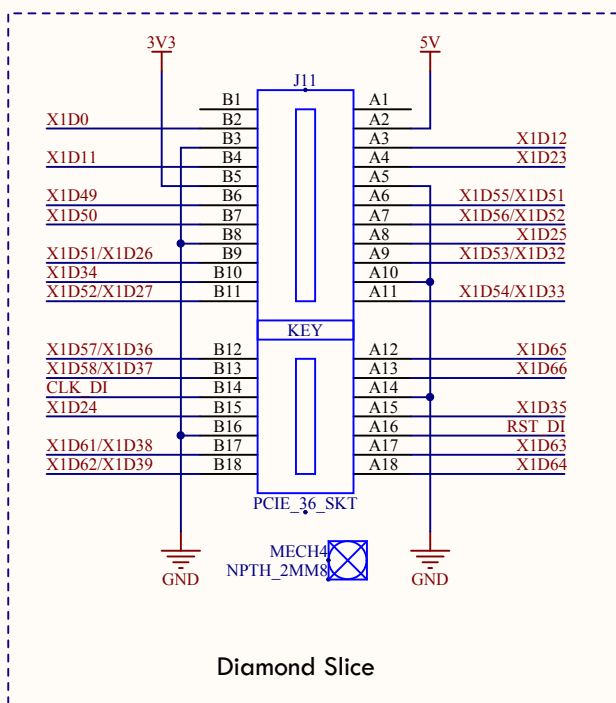 3V3 5V
J11
B1 A1
X1D0 B2 A2
B3 A3 X1D12
X1D11 B4 A4 X1D23
B5 A5
X1D49 B6 A6 X1D55/X1D51
X1D50 B7 A7 X1D56/X1D52
B8 A8 X1D25
X1D51/X1D26 B9 A9 X1D53/X1D32
X1D34 B10 A10
X1D52/X1D27 B11 A11 X1D54/X1D33
KEY
X1D57/X1D36 B12 A12 X1D65
X1D58/X1D37 B13 A13 X1D66
CLK_DI B14 A14
X1D24 B15 A15 X1D35
B16 A16 RST_DI
X1D61/X1D38 B17 A17 X1D63
X1D62/X1D39 B18 A18 X1D64
PCIE_36_SKT
MECH4
NPTH_2MM8
GND GND
Diamond Slice